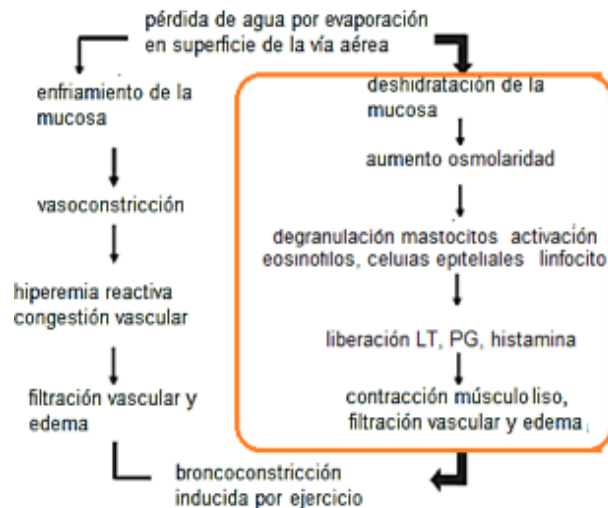 pérdida de agua por evaporación
en superficie de la vía aérea
enfriamiento de la
mucosa
vasoconstricción
hiperemia reactiva
congestión vascular
filtración vascular y
edema
deshidratación de la
mucosa
aumento osmolaridad
degranulación mastocitos activación
eosinofilos, celulas epiteliales linfocito
liberación LT, PG, histamina
contracción músculo liso,
filtración vascular y edema
broncoconstricción
inducida por ejercicio